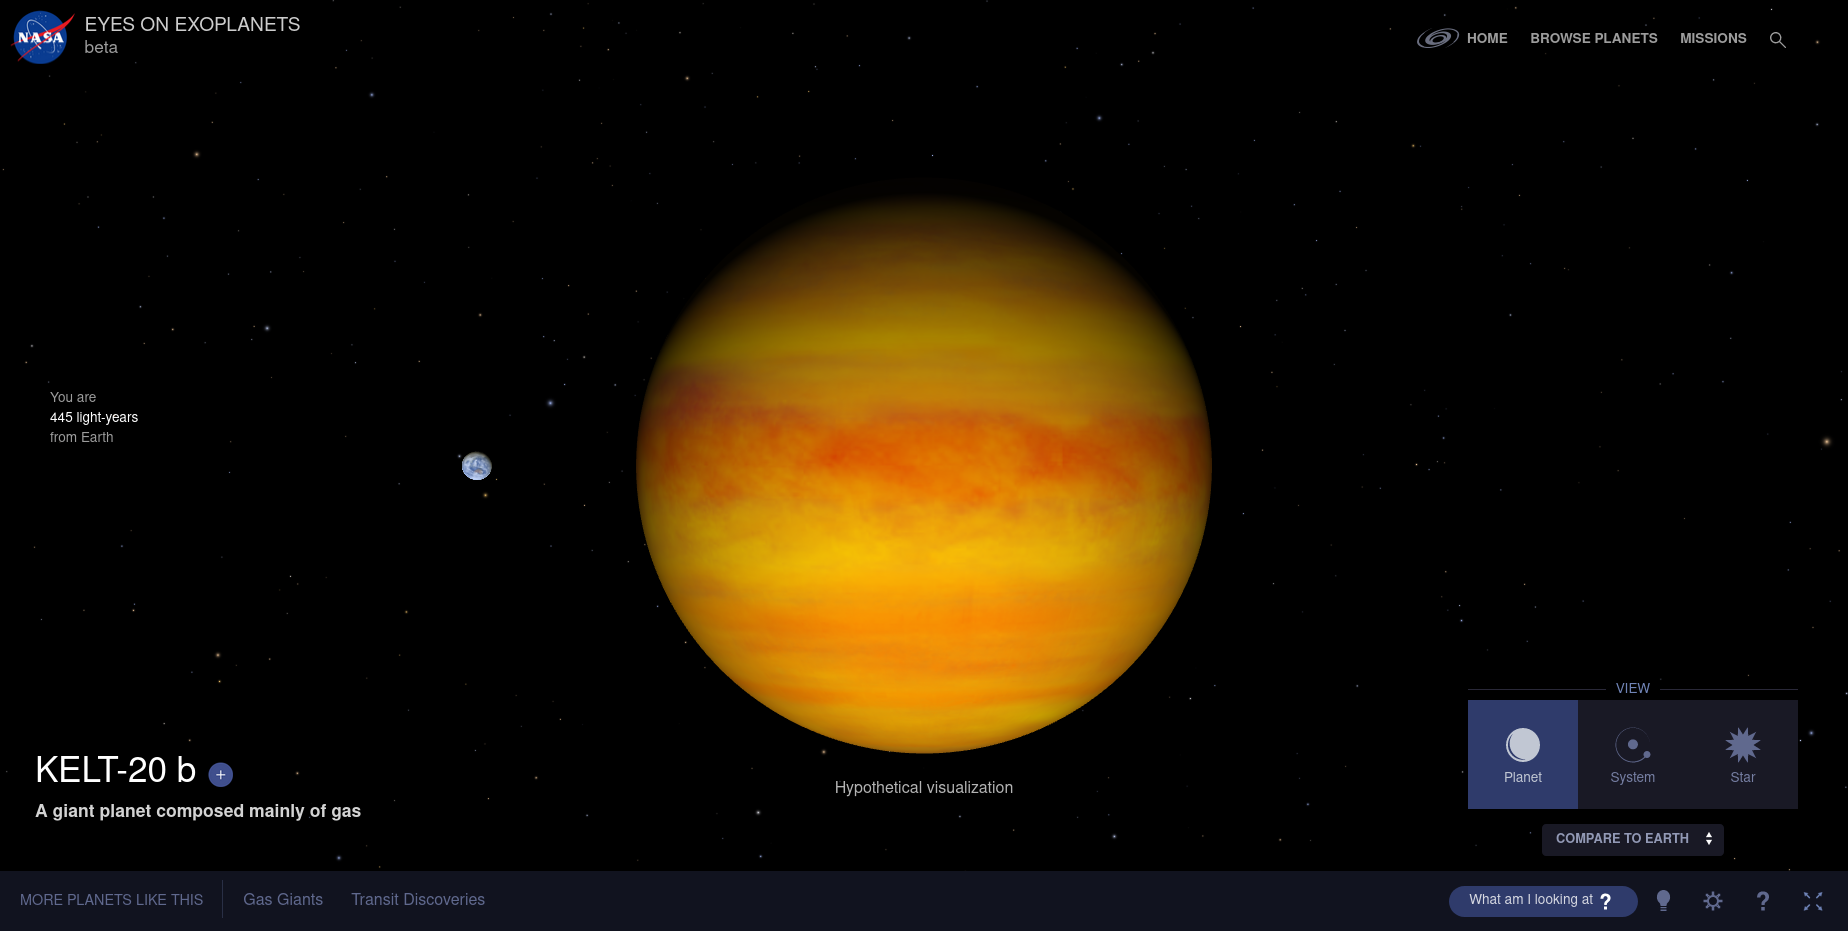 NASA
EYES ON EXOPLANETS
beta
HOME
BROWSE PLANETS
MISSIONS
You are
445 light-years
from Earth
VIEW
Planet
System
Star
KELT-20 b
+
A giant planet composed mainly of gas
Hypothetical visualization
COMPARE TO EARTH
MORE PLANETS LIKE THIS
Gas Giants
Transit Discoveries
What am I looking at ?
?